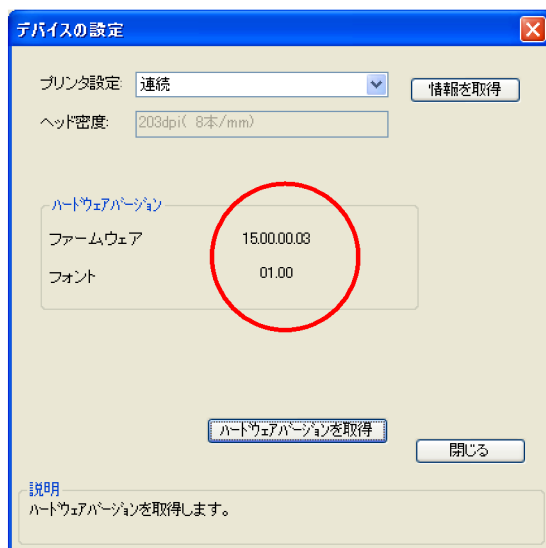 デバイスの設定
プリンタ設定: 連続 情報を取得
ヘッド密度: 203dpi( 8本/mm)
ハードウェアバージョン
ファームウェア 15.00.00.03
フォント 01.00
ハードウェアバージョンを取得
閉じる
説明
ハードウェアバージョンを取得します。